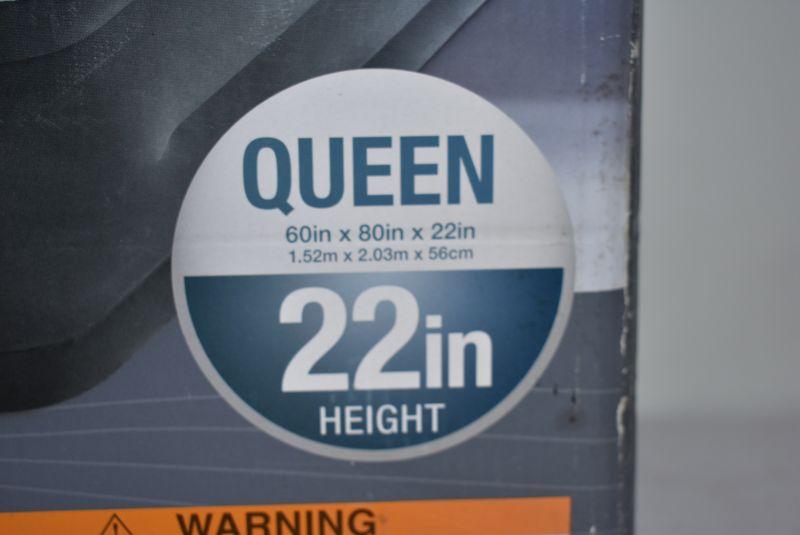 QUEEN
60in x 80in x 22in
1.52m x 2.03m x 56cm
22in
HEIGHT
WARNING